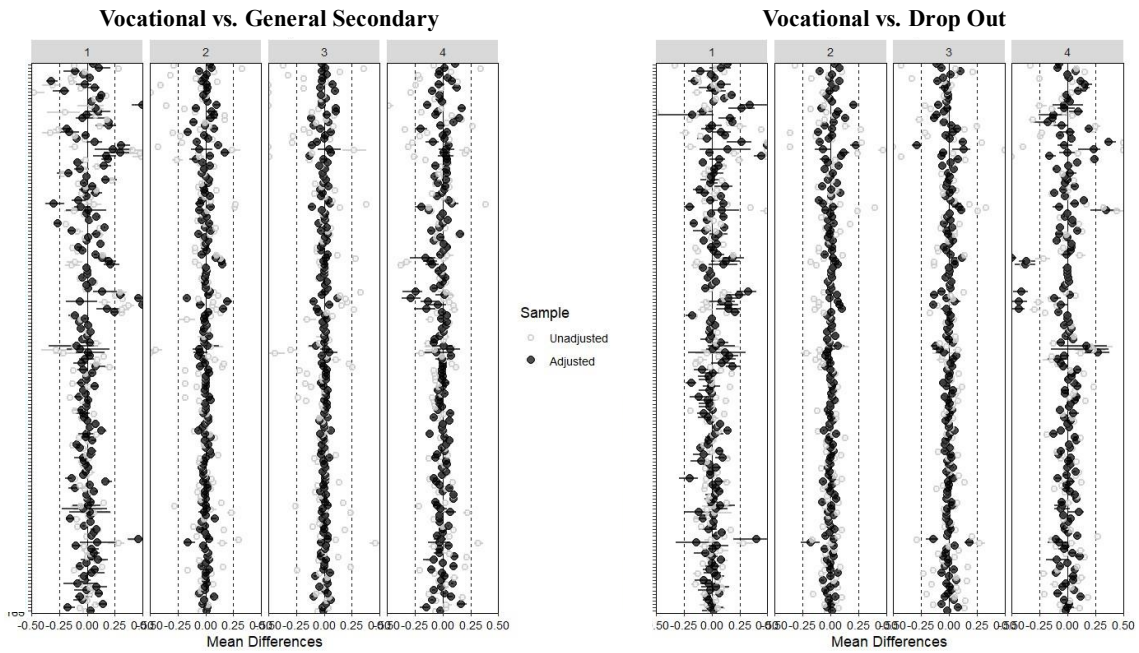 Vocational vs. General Secondary
Vocational vs. Drop Out
1 2 3 4
1 2 3 4
Sample
Unadjusted
Adjusted
-0.50 -0.25 0.00 0.25 -0.25 0.00 0.25 -0.25 0.00 0.25 -0.25 0.00 0.25 0.50
-0.25 0.00 0.25 -0.25 0.00 0.25 -0.25 0.00 0.25 -0.25 0.00 0.25 0.50
Mean Differences
Mean Differences